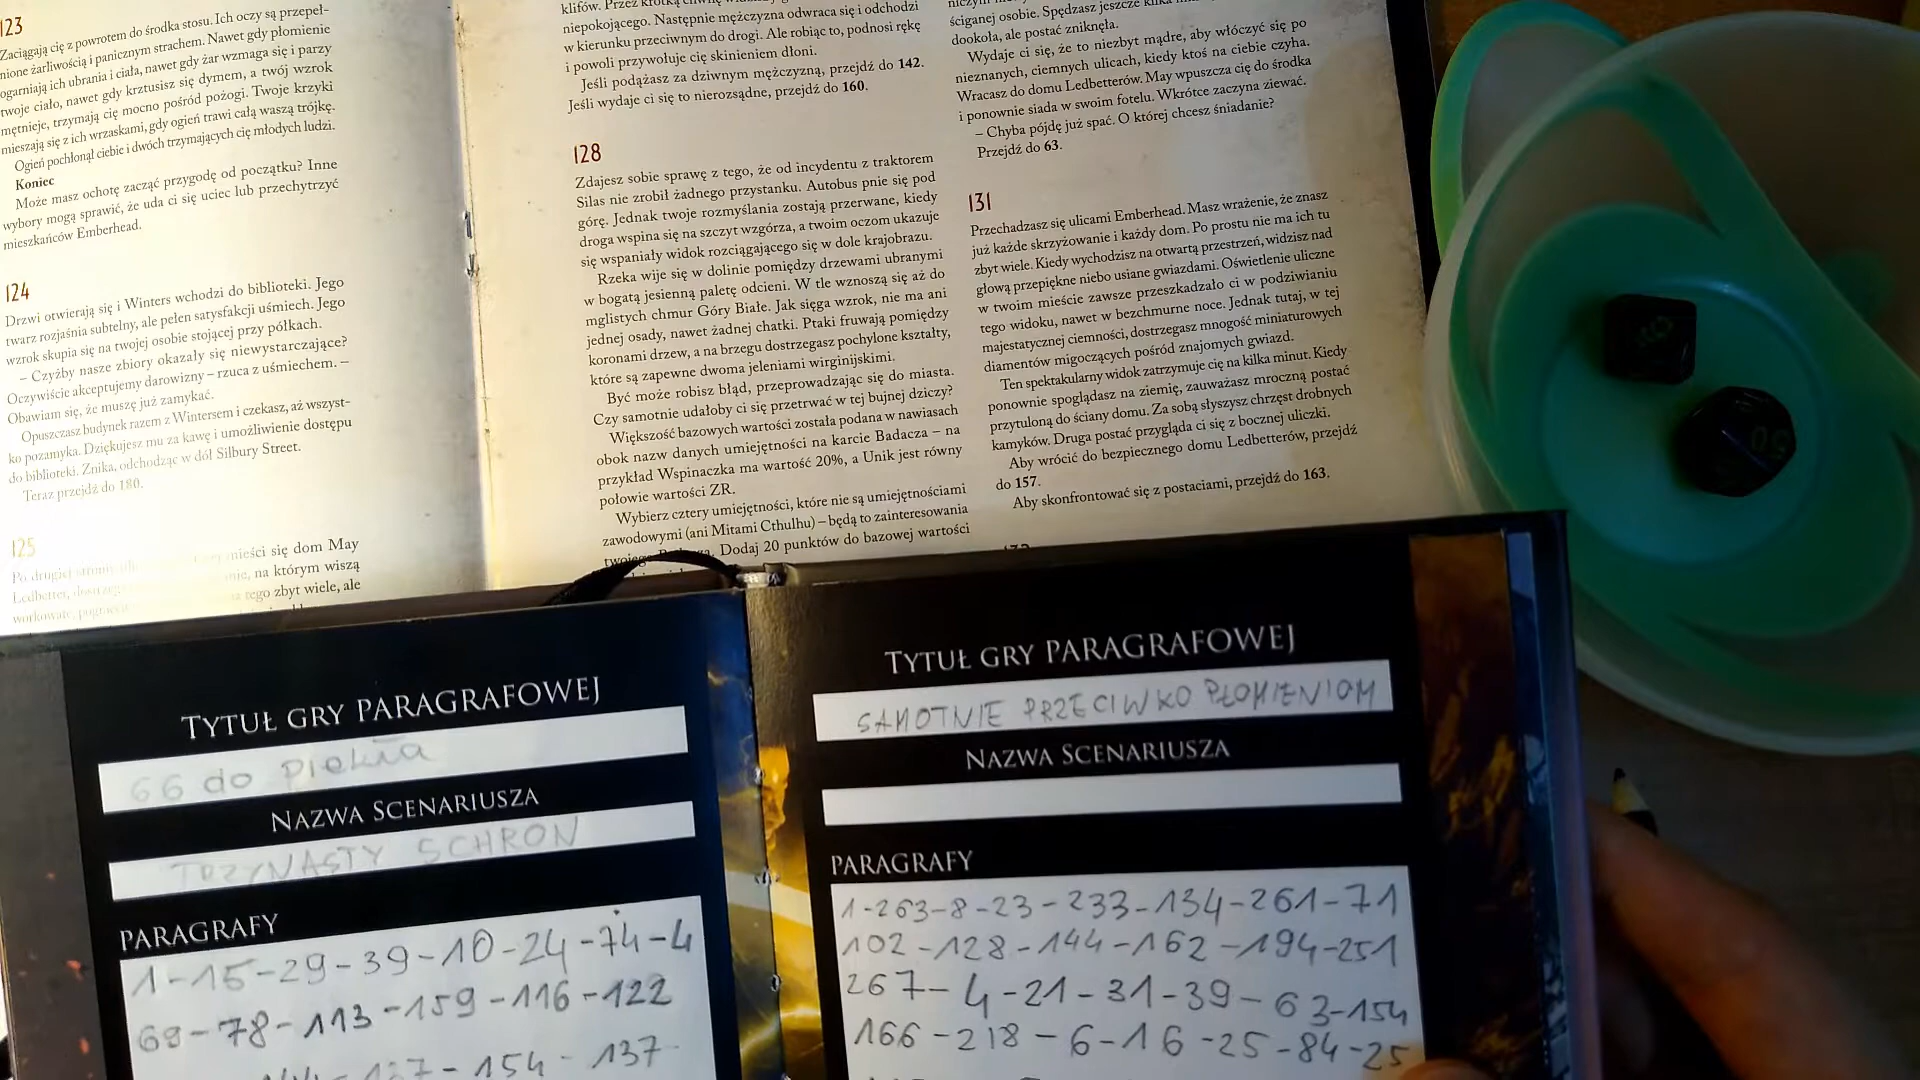 123
Zaciągają cię z powrotem do środka stosu. Ich oczy są przepeł-
nione żarliwością i panicznym strachem. Nawet gdy płomienie
ogarniają ich ubrania i ciała, nawet gdy żar wzmaga się i parzy
twoje ciało, nawet gdy krztusisz się dymem, a twój wzrok
mętnieje, trzymają cię mocno pośród pożogi. Twoje krzyki
mieszają się z ich wrzaskami, gdy ogień trawi całą waszą trójkę.
Ogień pochłonął ciebie i dwóch trzymających cię młodych ludzi.
Koniec
Może masz ochotę zacząć przygodę od początku? Inne
wybory mogą sprawić, że uda ci się uciec lub przechytrzyć
mieszkańców Emberhead.
124
Drzwi otwierają się i Winters wchodzi do biblioteki. Jego
twarz rozjaśnia subtelny, ale pełen satysfakcji uśmiech. Jego
wzrok skupia się na twojej osobie stojącej przy półkach.
– Czyżby nasze zbiory okazały się niewystarczające?
Oczywiście akceptujemy darowizny – rzuca z uśmiechem. –
Obawiam się, że muszę już zamykać.
Opuszczasz budynek razem z Wintersem i czekasz, aż wszyst-
ko pozamyka. Dziękujesz mu za kawę i umożliwienie dostępu
do biblioteki. Znika, odchodząc w dół Silbury Street.
Teraz przejdź do 180.
125
Po drugiej stronie mieści się dom May
na którym wiszą
tego zbyt wiele, ale
klifów. Przez krótką chwilę
niepokojącego. Następnie mężczyzna odwraca się i odchodzi
w kierunku przeciwnym do drogi. Ale robiąc to, podnosi rękę
i powoli przywołuje cię skinieniem dłoni.
Jeśli podążasz za dziwnym mężczyzną, przejdź do 142.
Jeśli wydaje ci się to nierozsądne, przejdź do 160.
128
Zdajesz sobie sprawę z tego, że od incydentu z traktorem
Silas nie zrobił żadnego przystanku. Autobus pnie się pod
górę. Jednak twoje rozmyślania zostają przerwane, kiedy
droga wspina się na szczyt wzgórza, a twoim oczom ukazuje
się wspaniały widok rozciągającego się w dole krajobrazu.
Rzeka wije się w dolinie pomiędzy drzewami ubranymi
w bogatą jesienną paletę odcieni. W tle wznoszą się aż do
mglistych chmur Góry Białe. Jak sięga wzrok, nie ma ani
jednej osady, nawet żadnej chatki. Ptaki fruwają pomiędzy
koronami drzew, a na brzegu dostrzegasz pochylone kształty,
które są zapewne dwoma jeleniami wirginijskimi.
Być może robisz błąd, przeprowadzając się do miasta.
Czy samotnie udałoby ci się przetrwać w tej bujnej dziczy?
Większość bazowych wartości została podana w nawiasach
obok nazw danych umiejętności na karcie Badacza – na
przykład Wspinaczka ma wartość 20%, a Unik jest równy
połowie wartości ZR.
Wybierz cztery umiejętności, które nie są umiejętnościami
zawodowymi (ani Mitami Cthulhu) – będą to zainteresowania
twojego Dodaj 20 punktów do bazowej wartości
ściganej osobie. Spędzasz jeszcze kilka
dookoła, ale postać zniknęła.
Wydaje ci się, że to niezbyt mądre, aby włóczyć się po
nieznanych, ciemnych ulicach, kiedy ktoś na ciebie czyha.
Wracasz do domu Ledbetterów. May wpuszcza cię do środka
i ponownie siada w swoim fotelu. Wkrótce zaczyna ziewać.
– Chyba pójdę już spać. O której chcesz śniadanie?
Przejdź do 63.
131
Przechadzasz się ulicami Emberhead. Masz wrażenie, że znasz
już każde skrzyżowanie i każdy dom. Po prostu nie ma ich tu
zbyt wiele. Kiedy wychodzisz na otwartą przestrzeń, widzisz nad
głową przepiękne niebo usiane gwiazdami. Oświetlenie uliczne
w twoim mieście zawsze przeszkadzało ci w podziwianiu
tego widoku, nawet w bezchmurne noce. Jednak tutaj, w tej
majestatycznej ciemności, dostrzegasz mnogość miniaturowych
diamentów migoczących pośród znajomych gwiazd.
Ten spektakularny widok zatrzymuje cię na kilka minut. Kiedy
ponownie spoglądasz na ziemię, zauważasz mroczną postać
przytuloną do ściany domu. Za sobą słyszysz chrzęst drobnych
kamyków. Druga postać przygląda ci się z bocznej uliczki.
Aby wrócić do bezpiecznego domu Ledbetterów, przejdź
do 157.
Aby skonfrontować się z postaciami, przejdź do 163.
TYTUŁ GRY PARAGRAFOWEJ
66 do piekła
NAZWA SCENARIUSZA
TRZYNASTY SCHRON
PARAGRAFY
1-15-29-39-10-24-74-4
69-78-113-159-116-122
154-137
TYTUŁ GRY PARAGRAFOWEJ
SAMOTNIE PRZECIWKO PŁOMIENIOM
NAZWA SCENARIUSZA
PARAGRAFY
1-263-8-23-233-134-261-71
102-128-144-162-194-251
267-4-21-31-39-63-154
166-218-6-16-25-84-25
50